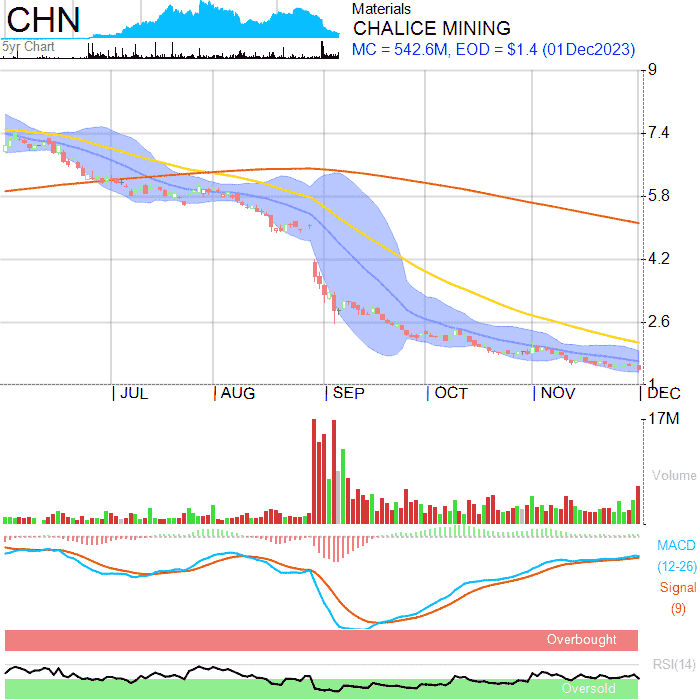 CHN
5yr Chart
Materials
CHALICE MINING
MC = 542.6M, EOD = $1.4 (01Dec2023)
9
7.4
5.8
4.2
2.6
1
JUL AUG SEP OCT NOV DEC
17M
Volume
MACD
(12-26)
Signal
(9)
Overbought
RSI(14)
Oversold